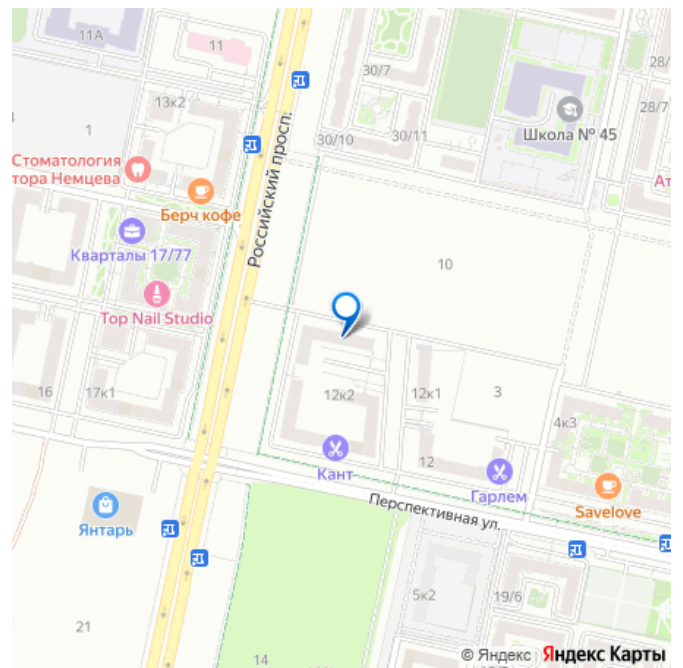 11А
11
30/7
28/
13к2
1
30/10
30/11
Школа № 45
28/7
Стоматология
тора Немцева
Ат
Берч кофе
Российский просп.
Кварталы 17/77
10
Top Nail Studio
16
17к1
12к2
12к1
3
4к3
12
Кант
Гарлем
Savelove
Перспективная ул.
Янтарь
5к2
19/6
21
14
© Яндекс Яндекс Карты